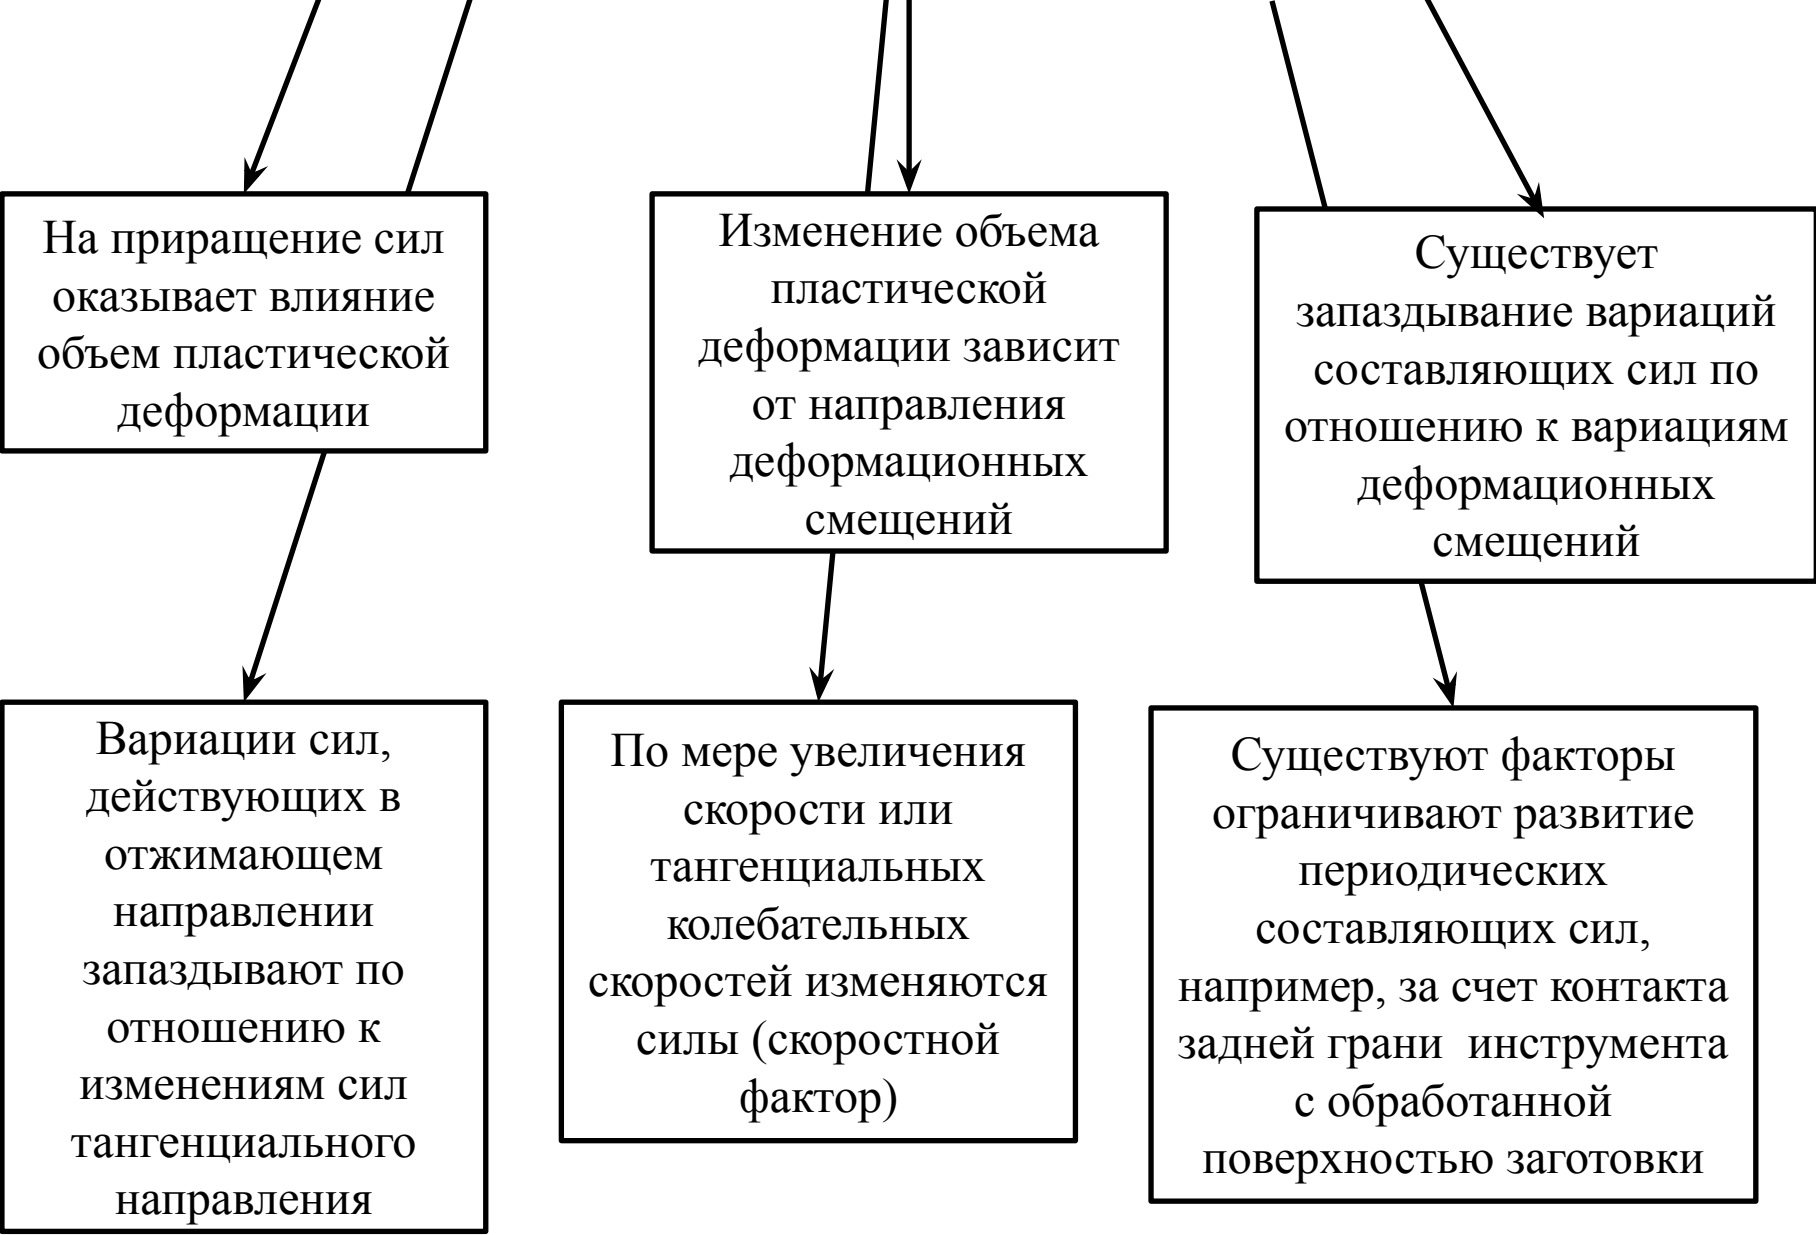 На приращение сил
оказывает влияние
объем пластической
деформации
Изменение объема
пластической
деформации зависит
от направления
деформационных
смещений
Существует
запаздывание вариаций
составляющих сил по
отношению к вариациям
деформационных
смещений
Вариации сил,
действующих в
отжимающем
направлении
запаздывают по
отношению к
изменениям сил
тангенциального
направления
По мере увеличения
скорости или
тангенциальных
колебательных
скоростей изменяются
силы (скоростной
фактор)
Существуют факторы
ограничивают развитие
периодических
составляющих сил,
например, за счет контакта
задней грани  инструмента
с обработанной
поверхностью заготовки